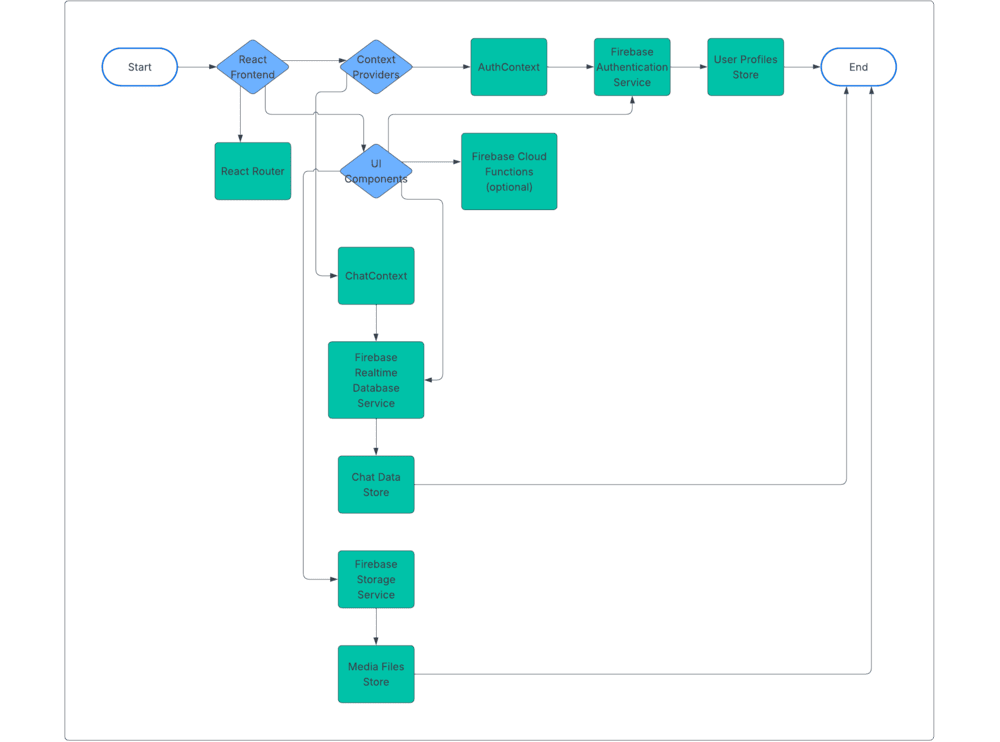 Start
React
Frontend
Context
Providers
AuthContext
Firebase
Authentication
Service
User Profiles
Store
End
React Router
UI
Components
Firebase Cloud
Functions
(optional)
ChatContext
Firebase
Realtime
Database
Service
Chat Data
Store
Firebase
Storage
Service
Media Files
Store